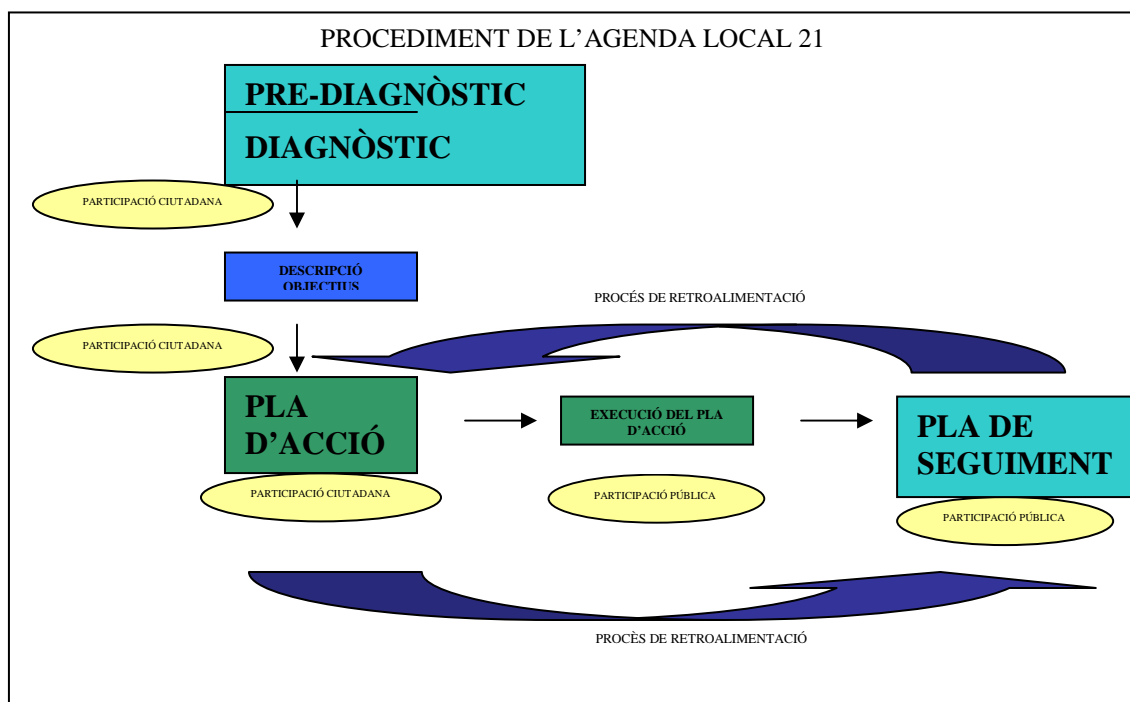 PROCEDIMENT DE L'AGENDA LOCAL 21
PRE-DIAGNÒSTIC
DIAGNÒSTIC
PARTICIPACIÓ CIUTADANA
DESCRIPCIÓ
OBJECTIUS
PROCÉS DE RETROALIMENTACIÓ
PARTICIPACIÓ CIUTADANA
PLA
D'ACCIÓ
EXECUCIÓ DEL PLA
D'ACCIÓ
PLA DE
SEGUIMENT
PARTICIPACIÓ CIUTADANA
PARTICIPACIÓ PÚBLICA
PARTICIPACIÓ PÚBLICA
PROCÈS DE RETROALIMENTACIÓ